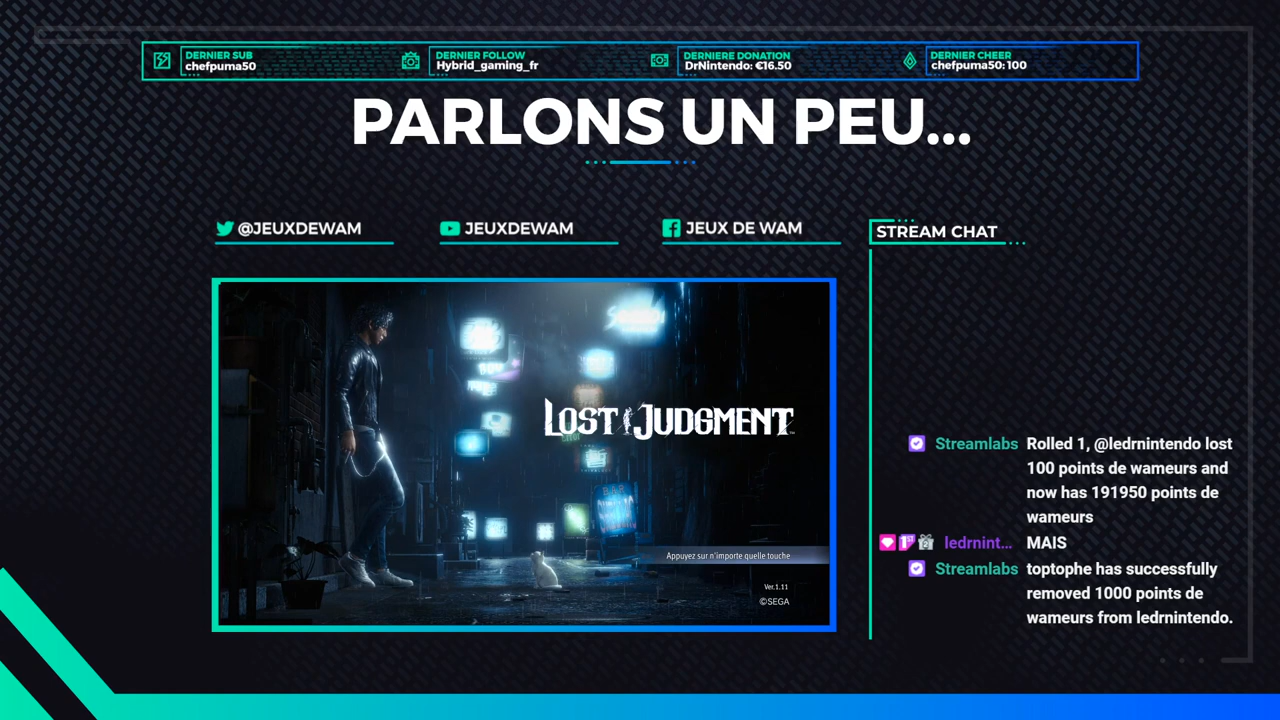 DERNIER SUB
chefpuma50
DERNIER FOLLOW
Hybrid_gaming_fr
DERNIERE DONATION
DrNintendo: €16.50
DERNIER CHEER
chefpuma50: 100
PARLONS UN PEU...
@JEUXDEWAM
JEUXDEWAM
JEUX DE WAM
STREAM CHAT
LOST JUDGMENT
BAR
Appuyez sur n'importe quelle touche
Ver.1.11
©SEGA
Streamlabs Rolled 1, @ledrnintendo lost
100 points de wameurs and
now has 191950 points de
wameurs
ledrnint... MAIS
Streamlabs toptophe has successfully
removed 1000 points de
wameurs from ledrnintendo.